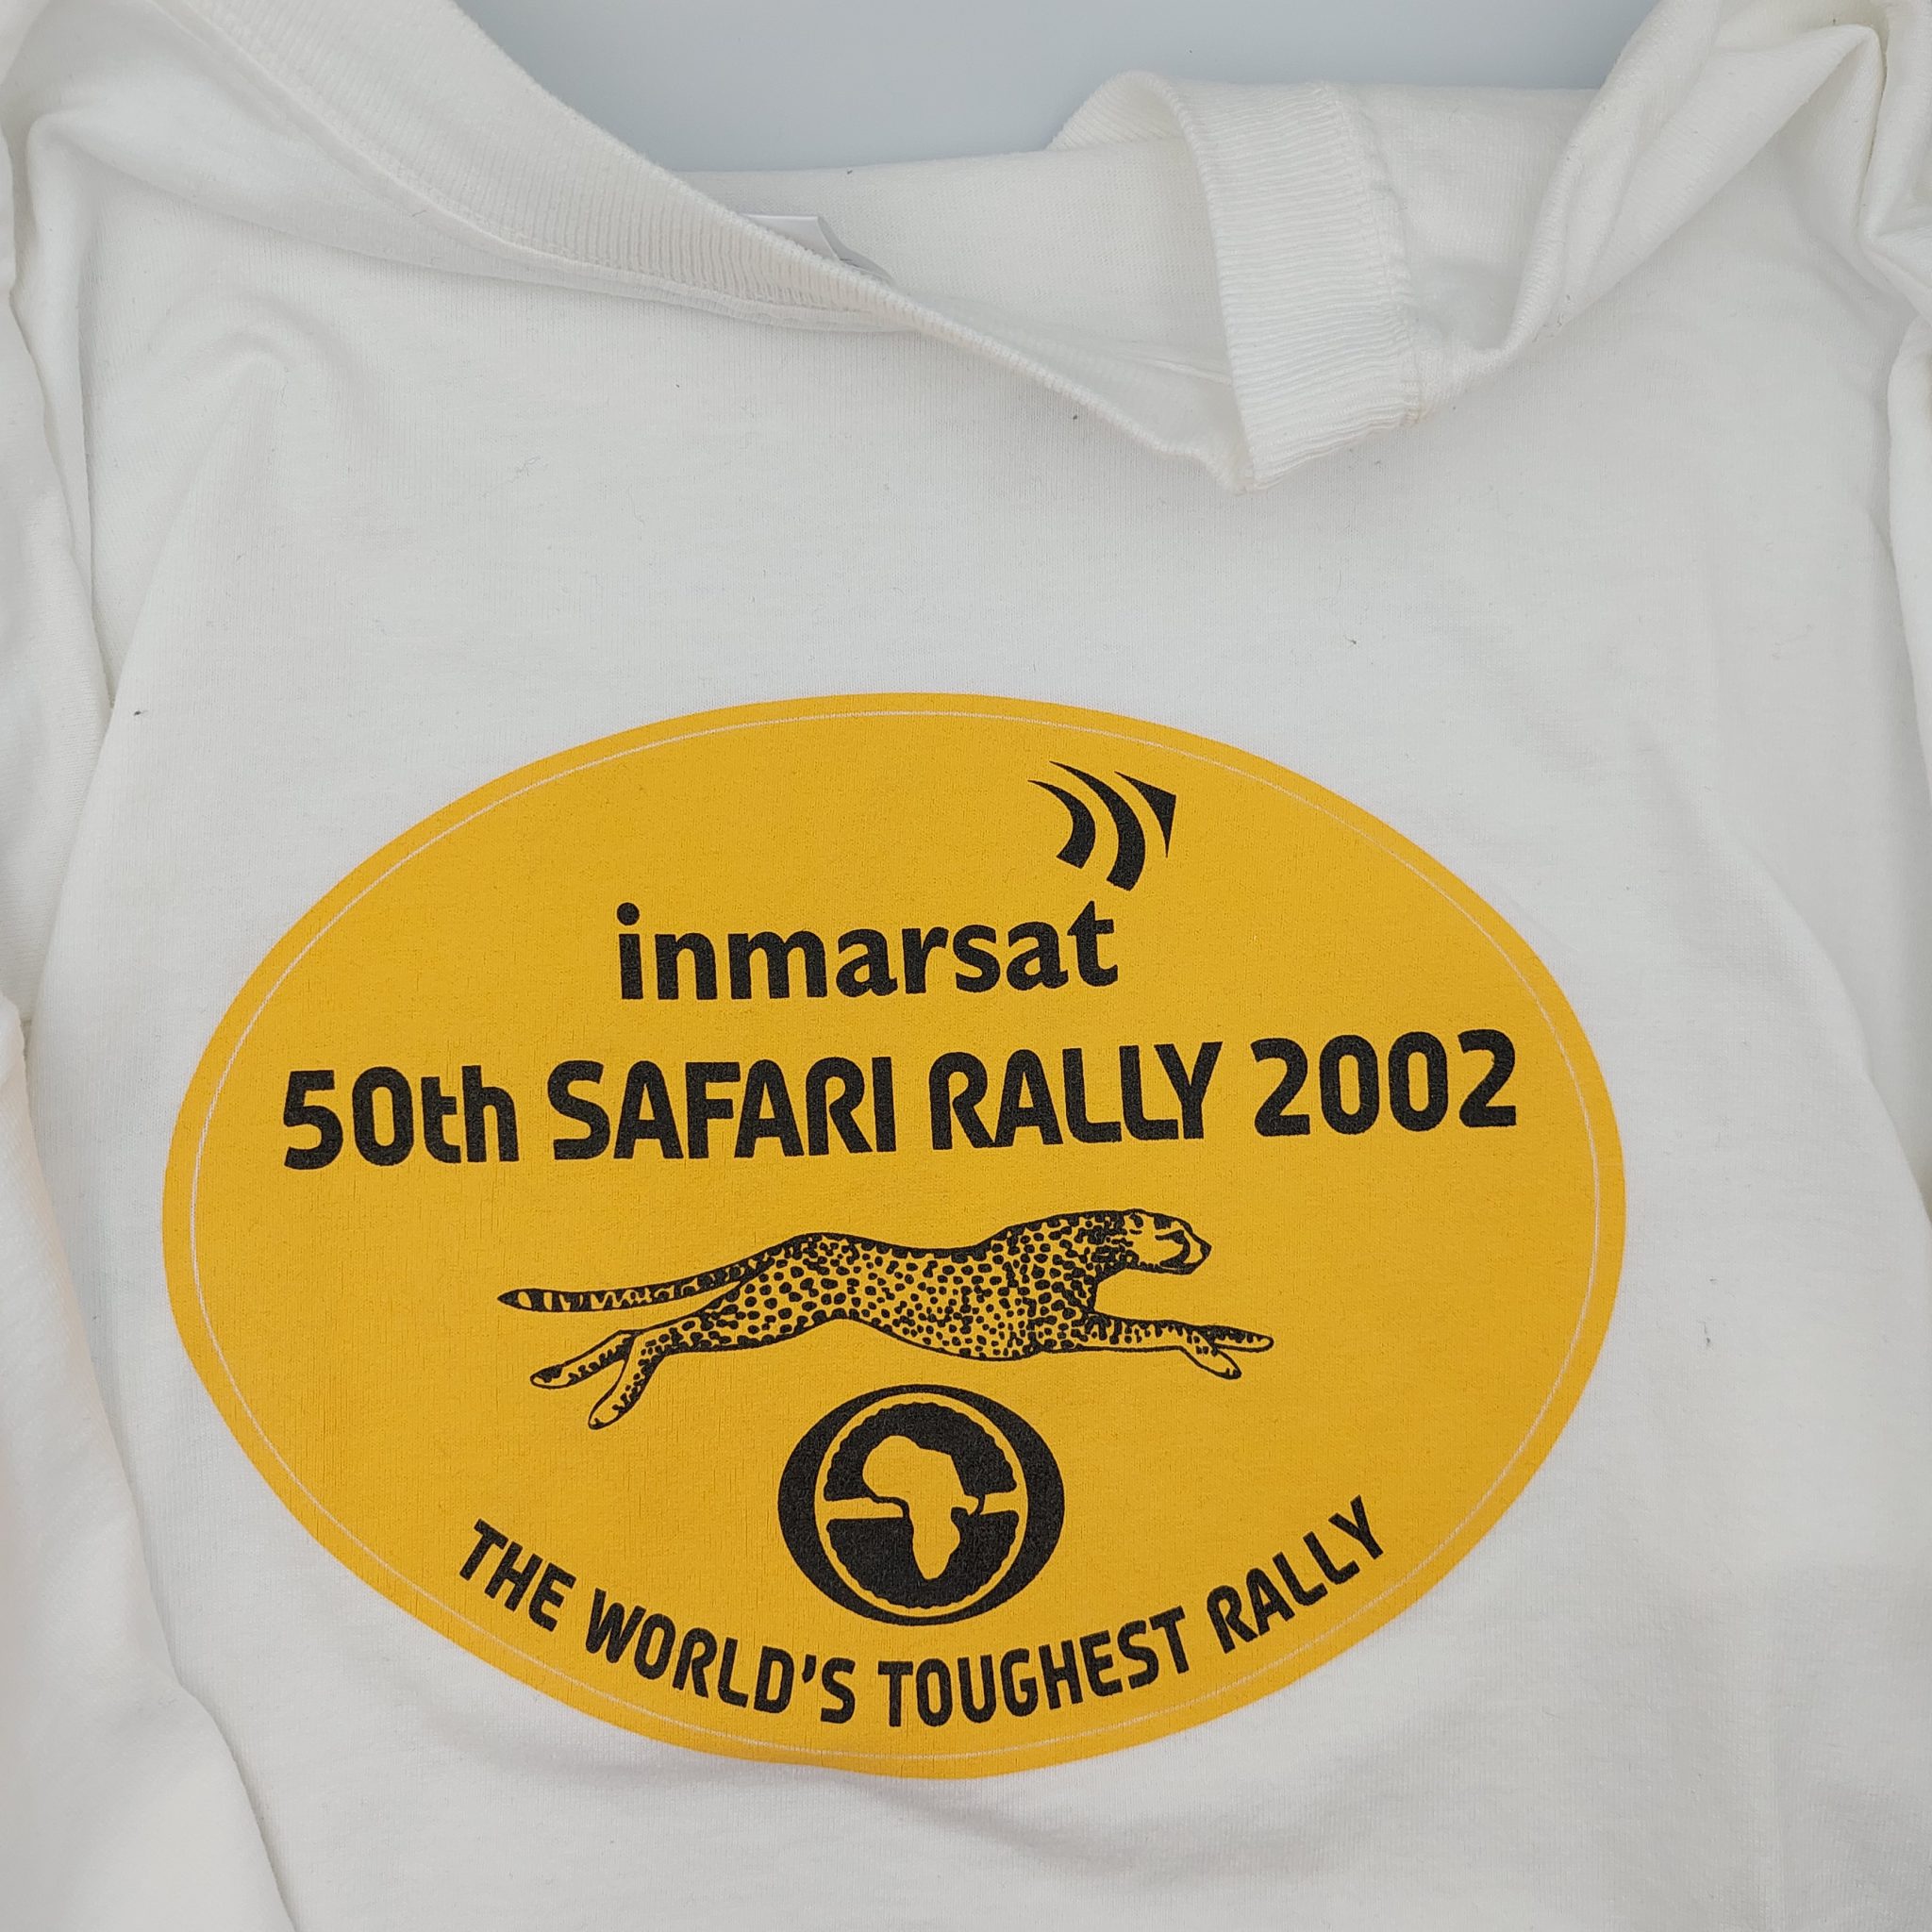 inmarsat
50th SAFARI RALLY 2002
THE WORLD'S TOUGHEST RALLY